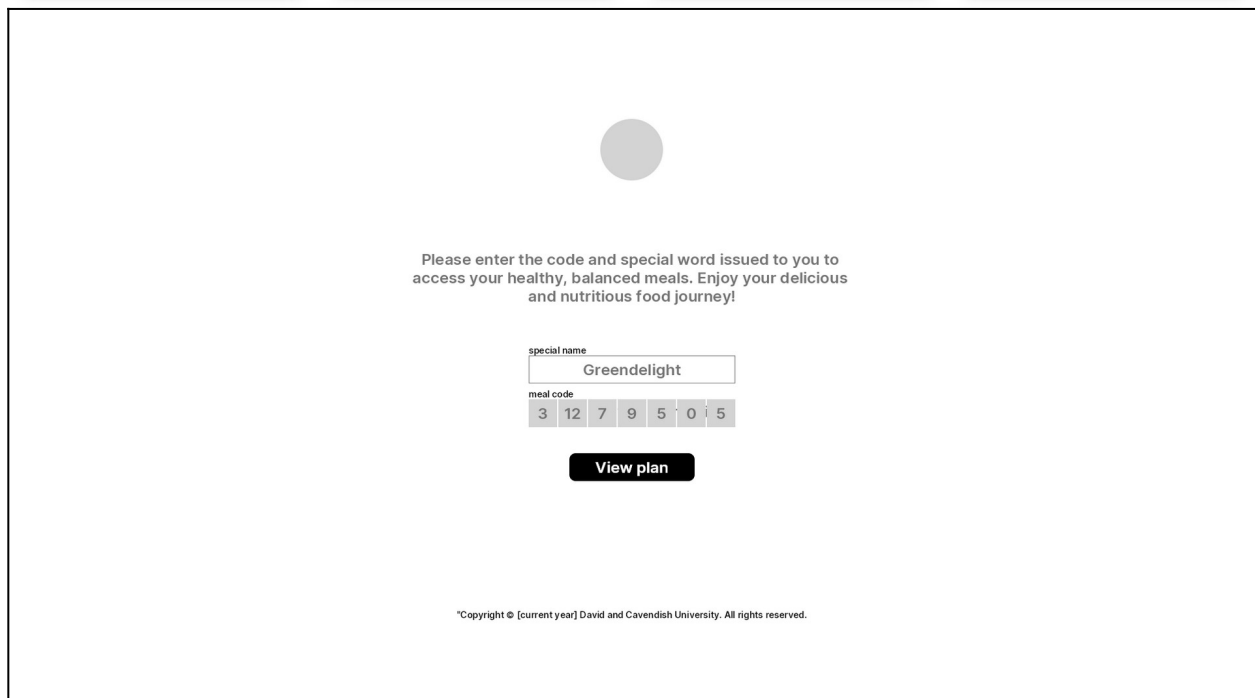 Please enter the code and special word issued to you to
access your healthy, balanced meals. Enjoy your delicious
and nutritious food journey!
special name
Greendelight
meal code
3 12 7 9 5 0 5
View plan
"Copyright © [current year] David and Cavendish University. All rights reserved.